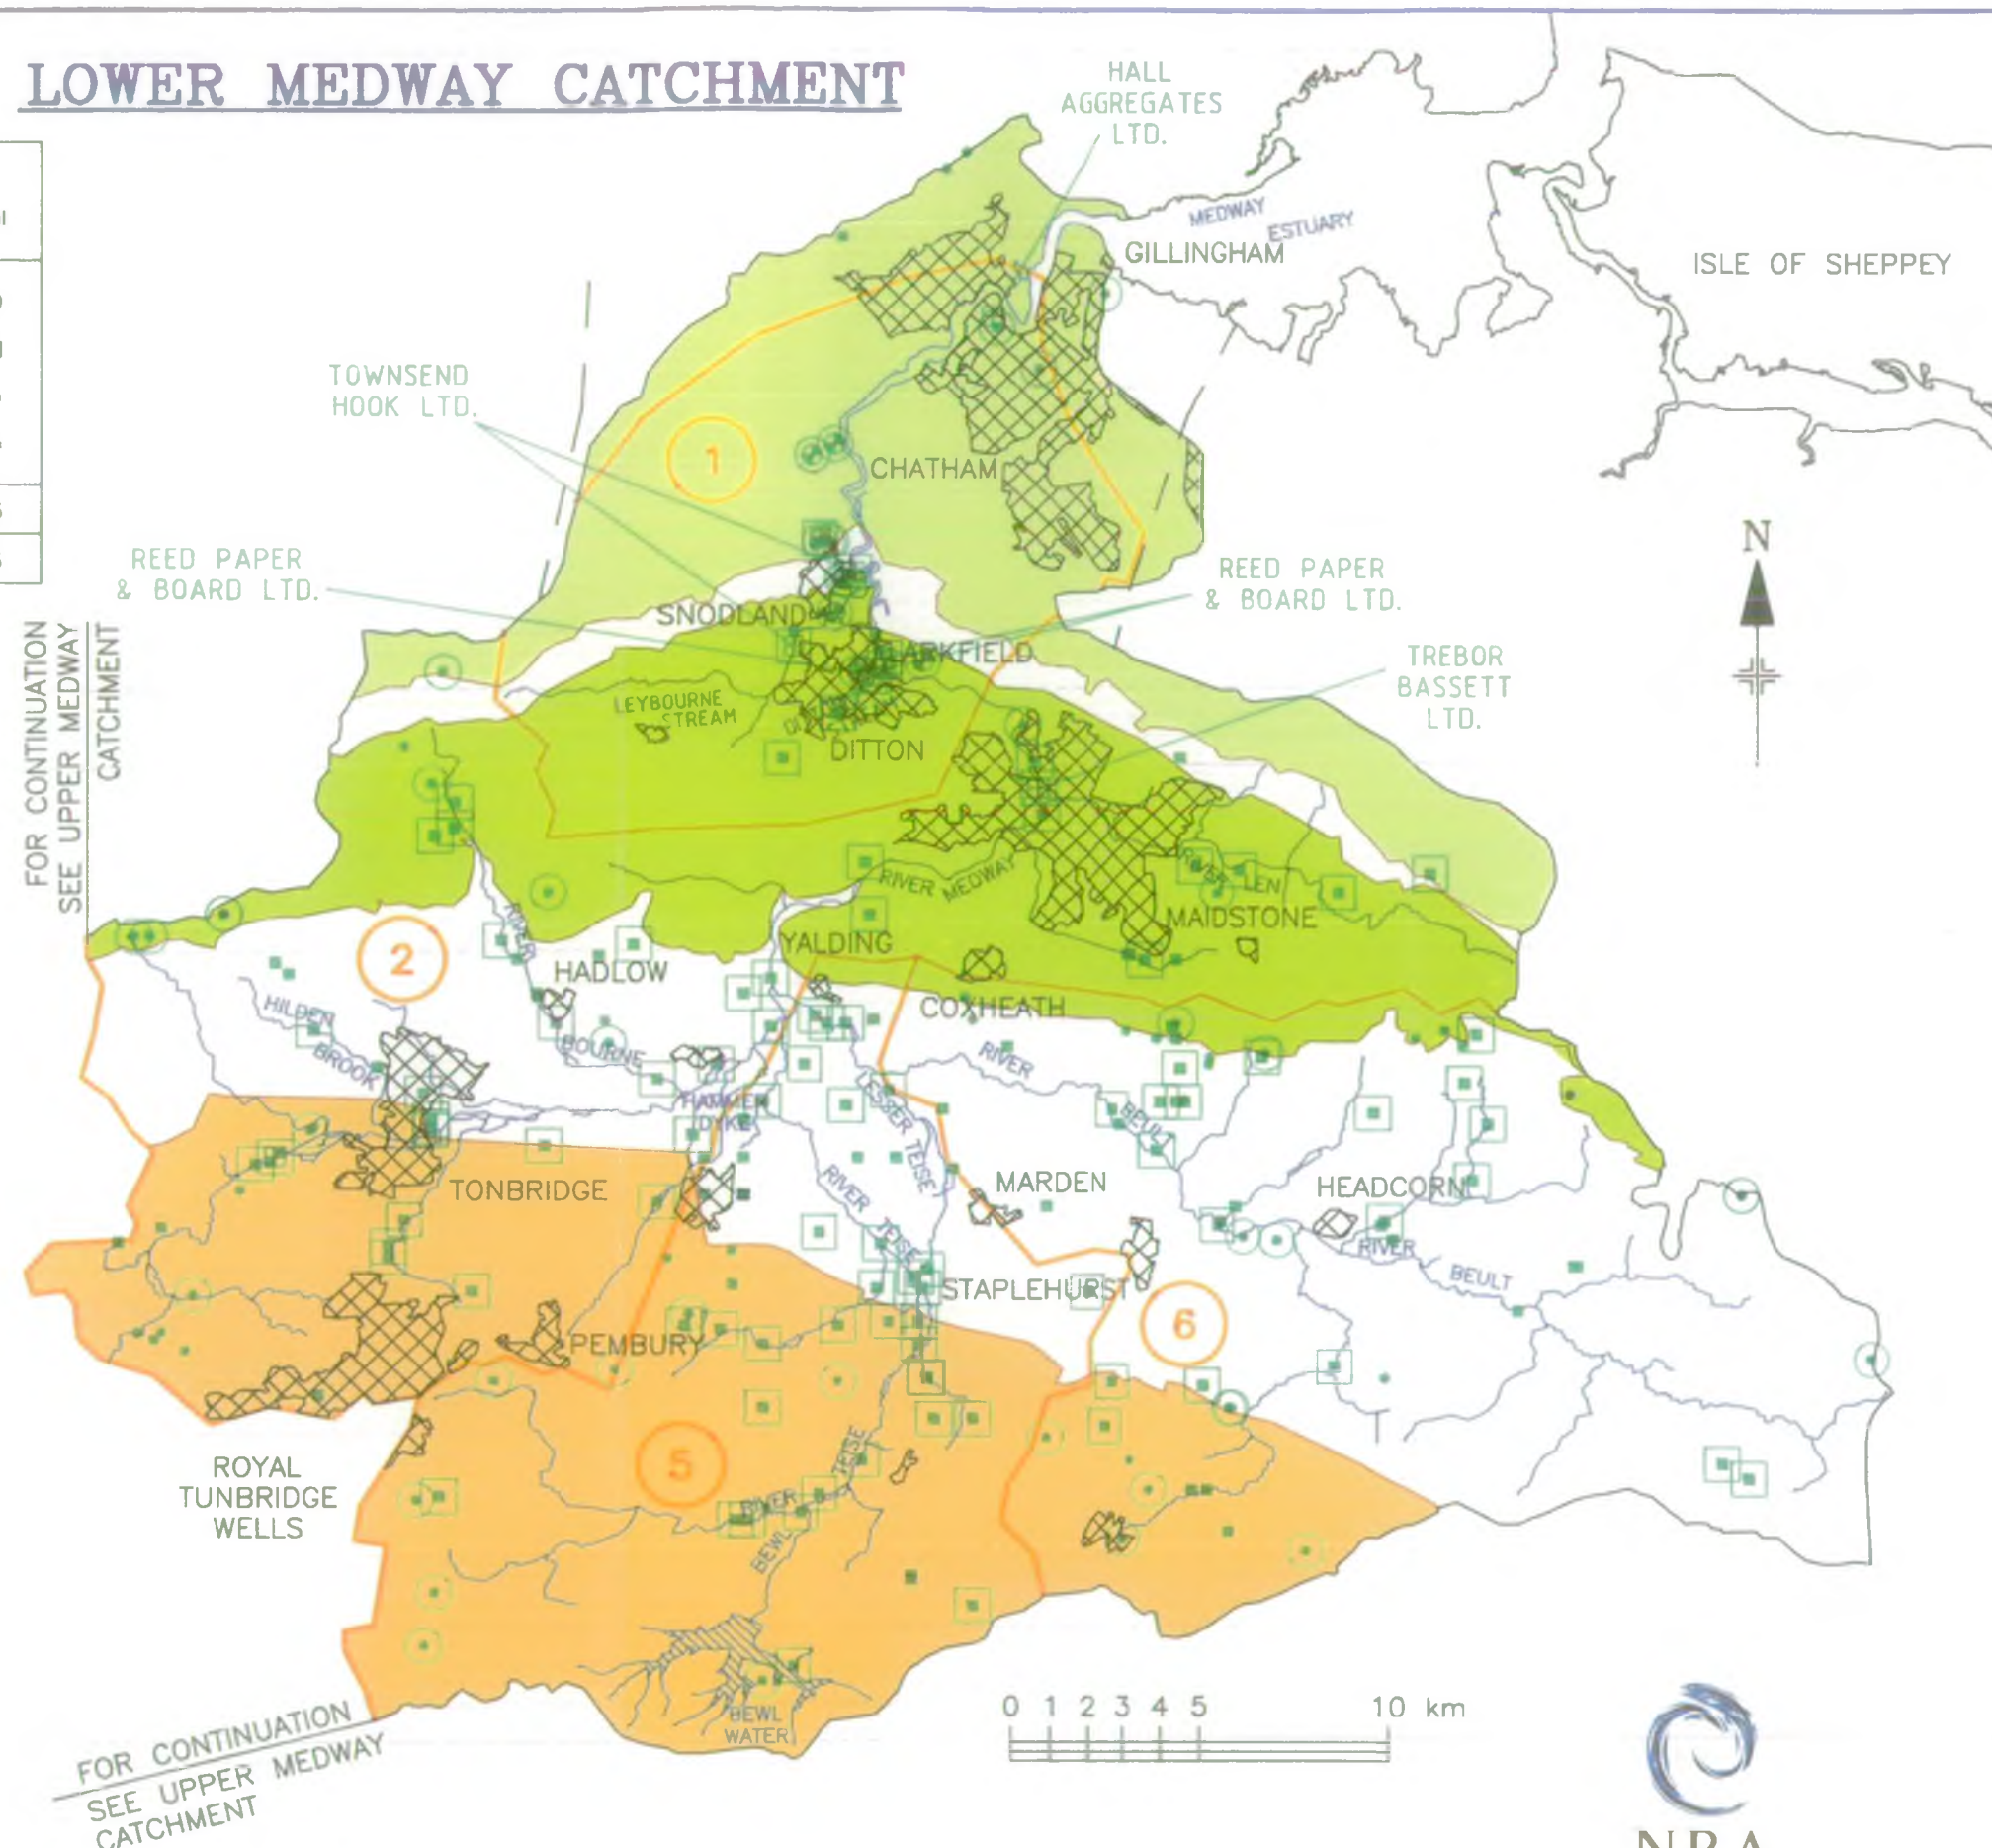 LOWER MEDWAY CATCHMENT
HALL
AGGREGATES
LTD.
MEDWAY
ESTUARY
GILLINGHAM
ISLE OF SHEPPEY
TOWNSEND
HOOK LTD.
1
CHATHAM
N
REED PAPER
& BOARD LTD.
REED PAPER
& BOARD LTD.
SNODLAND
TREBOR
BASSETT
LTD.
FOR CONTINUATION
SEE UPPER MEDWAY
CATCHMENT
LEYBOURNE
STREAM
DITTON
RIVER MEDWAY
RIVER LEN
MAIDSTONE
YALDING
2
HADLOW
RIVER
BOURNE
COXHEATH
HILDEN
BROOK
HAMMER
DYKE
LESSER TEISE
RIVER
BEULT
RIVER TEISE
MARDEN
HEADCORN
TONBRIDGE
RIVER
BEULT
STAPLEHURST
6
PEMBURY
5
ROYAL
TUNBRIDGE
WELLS
RIVER TEISE
BEWL
BEWL
WATER
0 1 2 3 4 5 10 km
FOR CONTINUATION
SEE UPPER MEDWAY
CATCHMENT
NRA